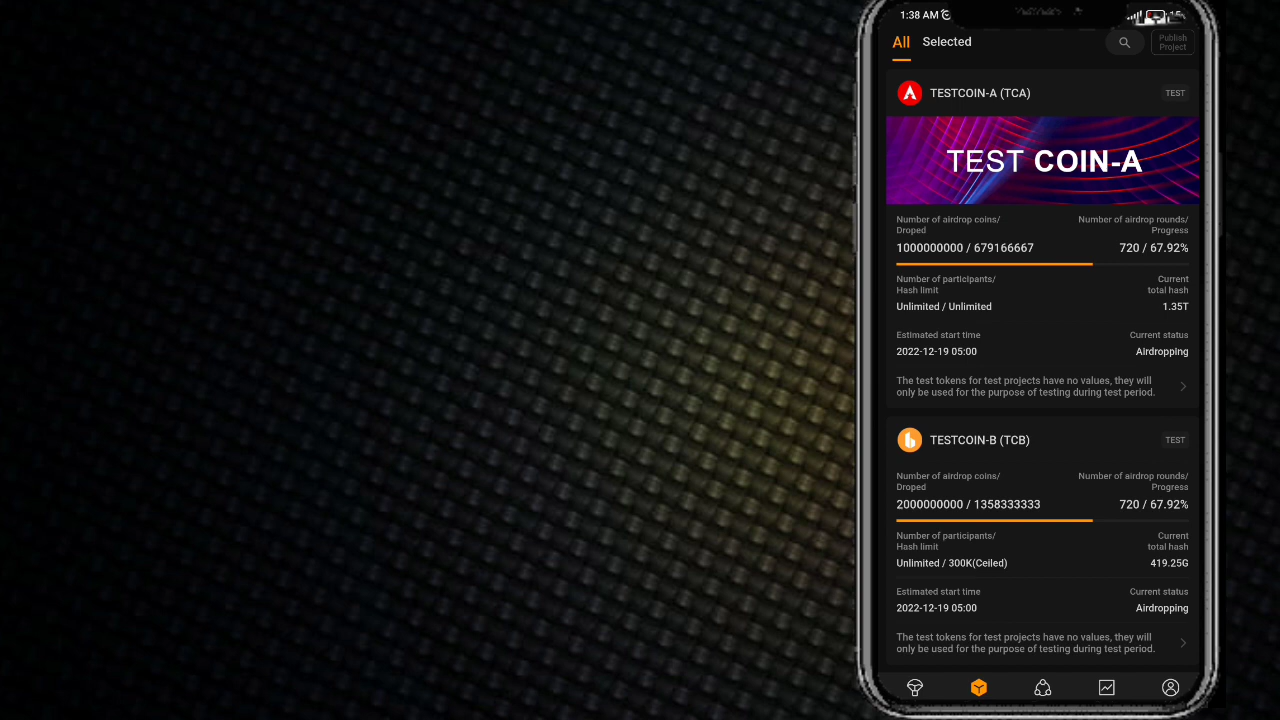 1:38 AM
All Selected
Publish
Project
TESTCOIN-A (TCA) TEST
TEST COIN-A
Number of airdrop coins/ Number of airdrop rounds/
Droped Progress
1000000000 / 679166667 720 / 67.92%
Number of participants/ Current
Hash limit total hash
Unlimited / Unlimited 1.35T
Estimated start time Current status
2022-12-19 05:00 Airdropping
The test tokens for test projects have no values, they will
only be used for the purpose of testing during test period.
TESTCOIN-B (TCB) TEST
Number of airdrop coins/ Number of airdrop rounds/
Droped Progress
2000000000 / 1358333333 720 / 67.92%
Number of participants/ Current
Hash limit total hash
Unlimited / 300K(Ceiled) 419.25G
Estimated start time Current status
2022-12-19 05:00 Airdropping
The test tokens for test projects have no values, they will
only be used for the purpose of testing during test period.